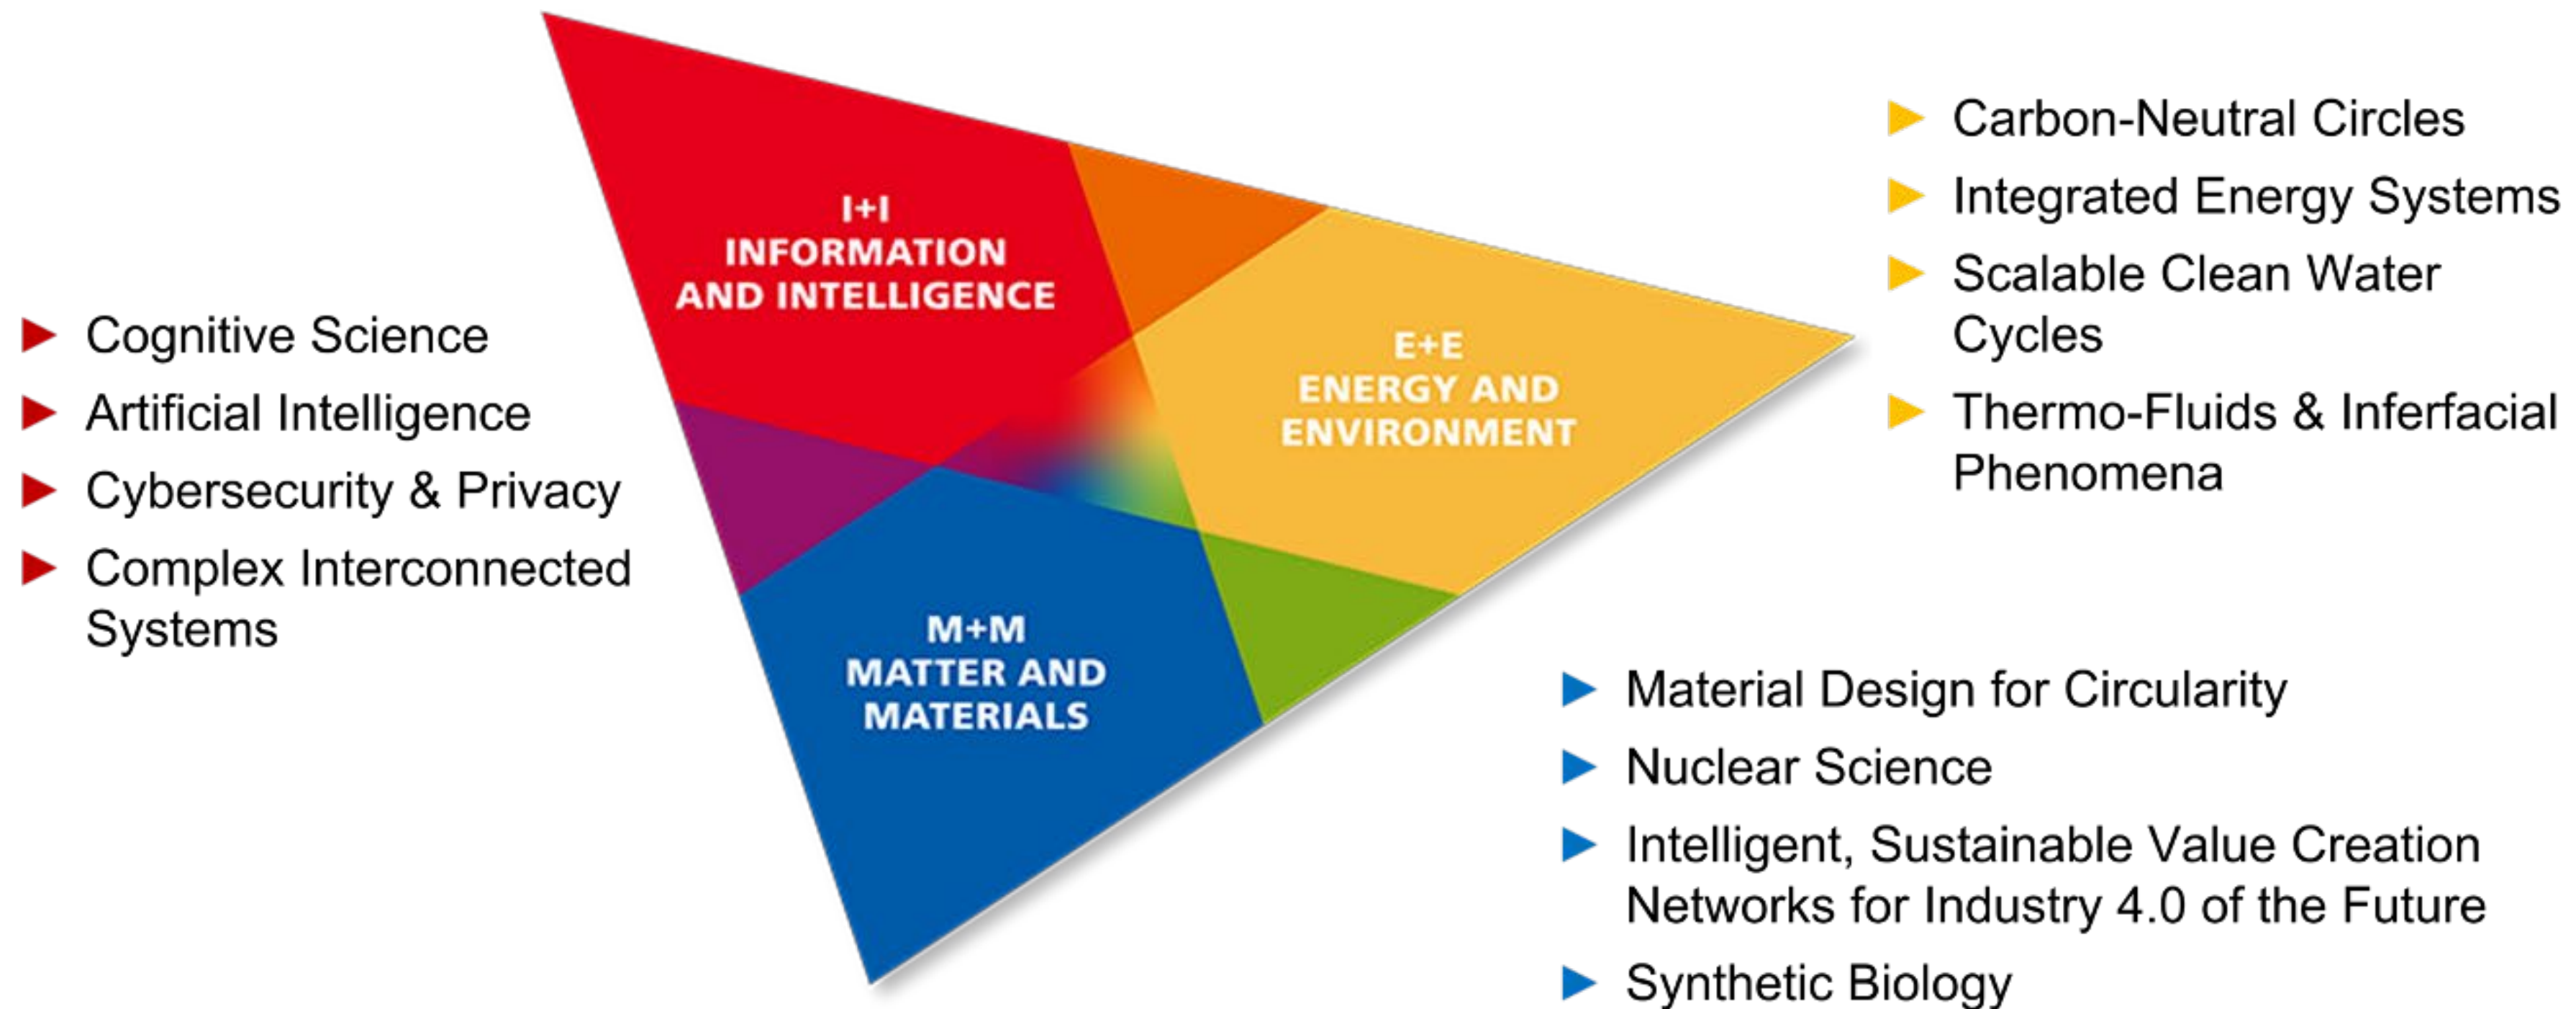 I+I
INFORMATION
AND INTELLIGENCE
E+E
ENERGY AND
ENVIRONMENT
M+M
MATTER AND
MATERIALS
Cognitive Science
Artificial Intelligence
Cybersecurity & Privacy
Complex Interconnected
Systems
Carbon-Neutral Circles
Integrated Energy Systems
Scalable Clean Water
Cycles
Thermo-Fluids & Inferfacial
Phenomena
Material Design for Circularity
Nuclear Science
Intelligent, Sustainable Value Creation
Networks for Industry 4.0 of the Future
Synthetic Biology